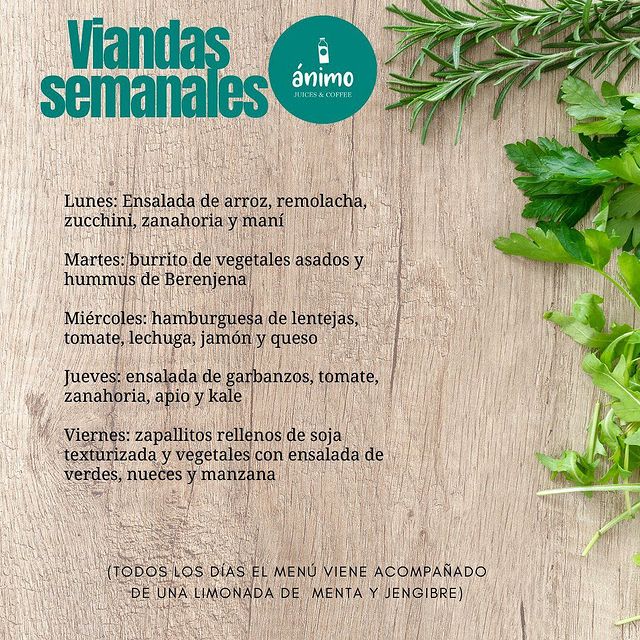 Viandas
semanales
ánimo
JUICES & COFFEE
Lunes: Ensalada de arroz, remolacha,
zucchini, zanahoria y maní
Martes: burrito de vegetales asados y
hummus de Berenjena
Miércoles: hamburguesa de lentejas,
tomate, lechuga, jamón y queso
Jueves: ensalada de garbanzos, tomate,
zanahoria, apio y kale
Viernes: zapallitos rellenos de soja
texturizada y vegetales con ensalada de
verdes, nueces y manzana
(TODOS LOS DÍAS EL MENÚ VIENE ACOMPAÑADO
DE UNA LIMONADA DE MENTA Y JENGIBRE)